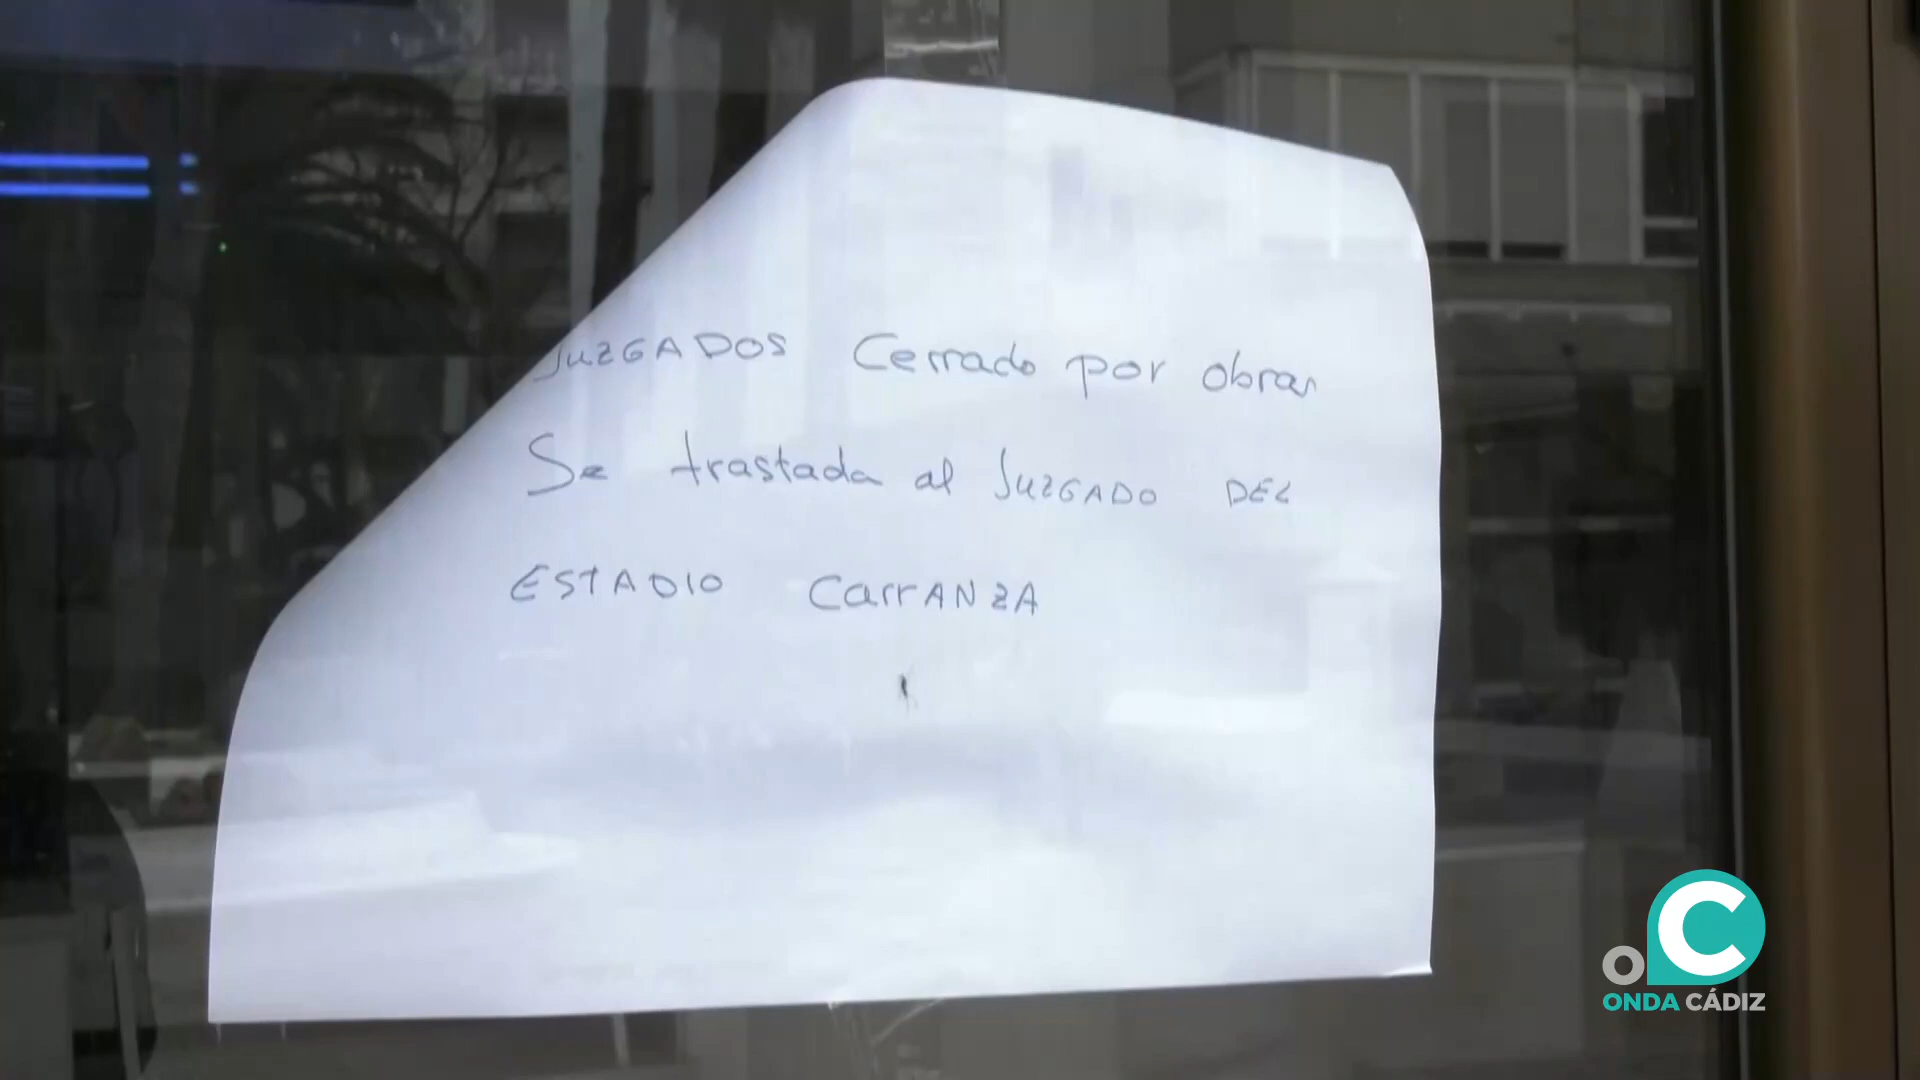 JUZGADOS Cerrado por obras
Se trastada al JUZGADO DEL
ESTADIO CarrANZA
ONDA CÁDIZ